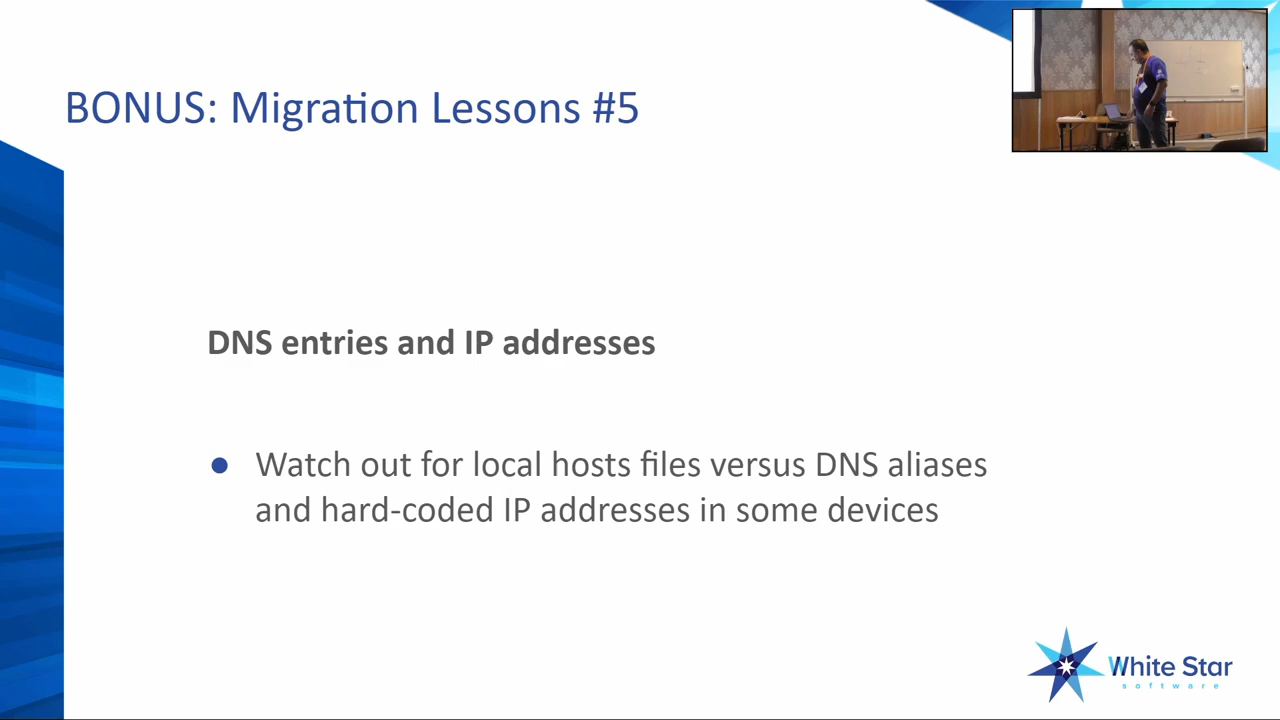 BONUS: Migration Lessons #5
DNS entries and IP addresses
● Watch out for local hosts files versus DNS aliases
and hard-coded IP addresses in some devices
White Star
software